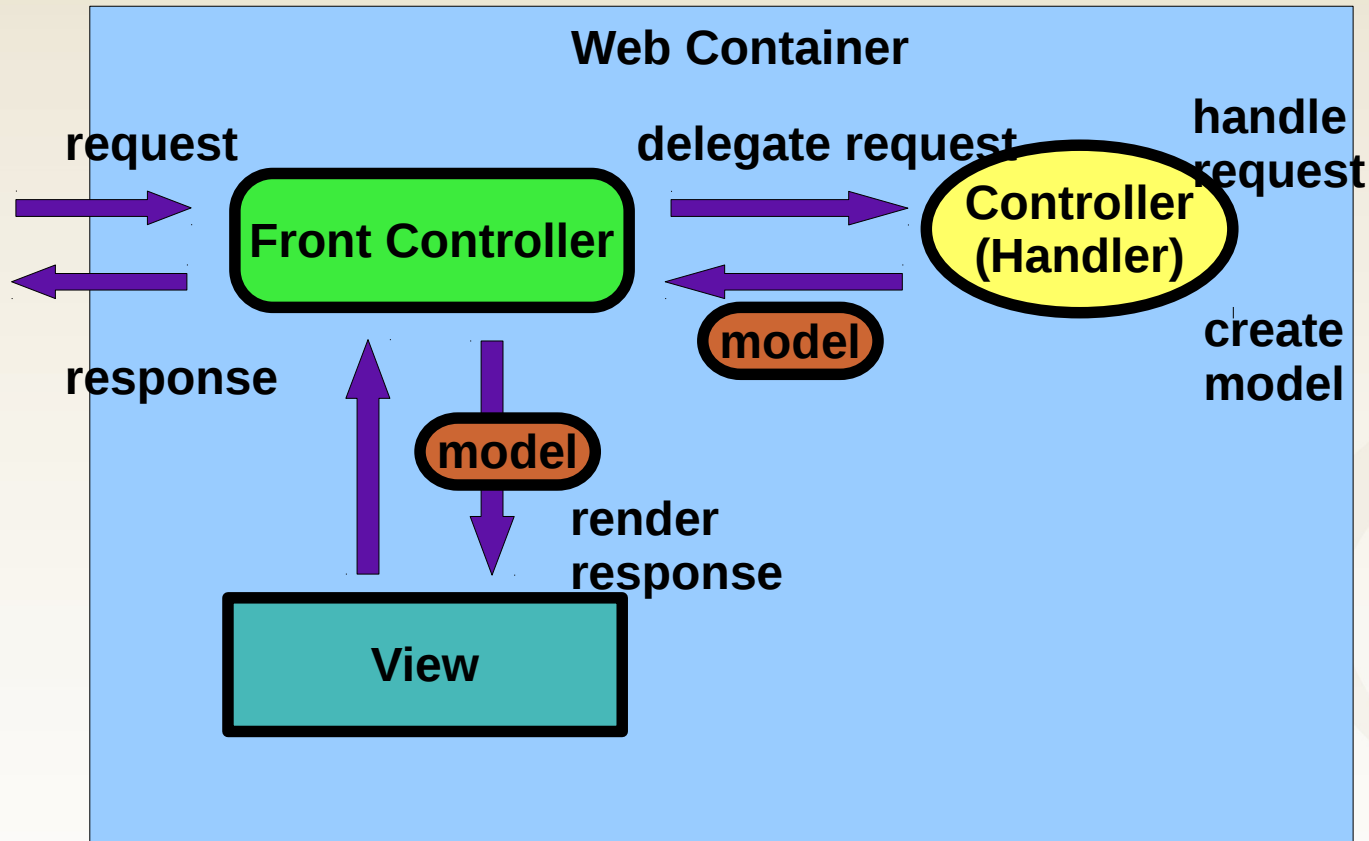 Web Container
request
delegate request
handle
request
Front Controller
Controller
(Handler)
model
create
model
response
model
render
response
View